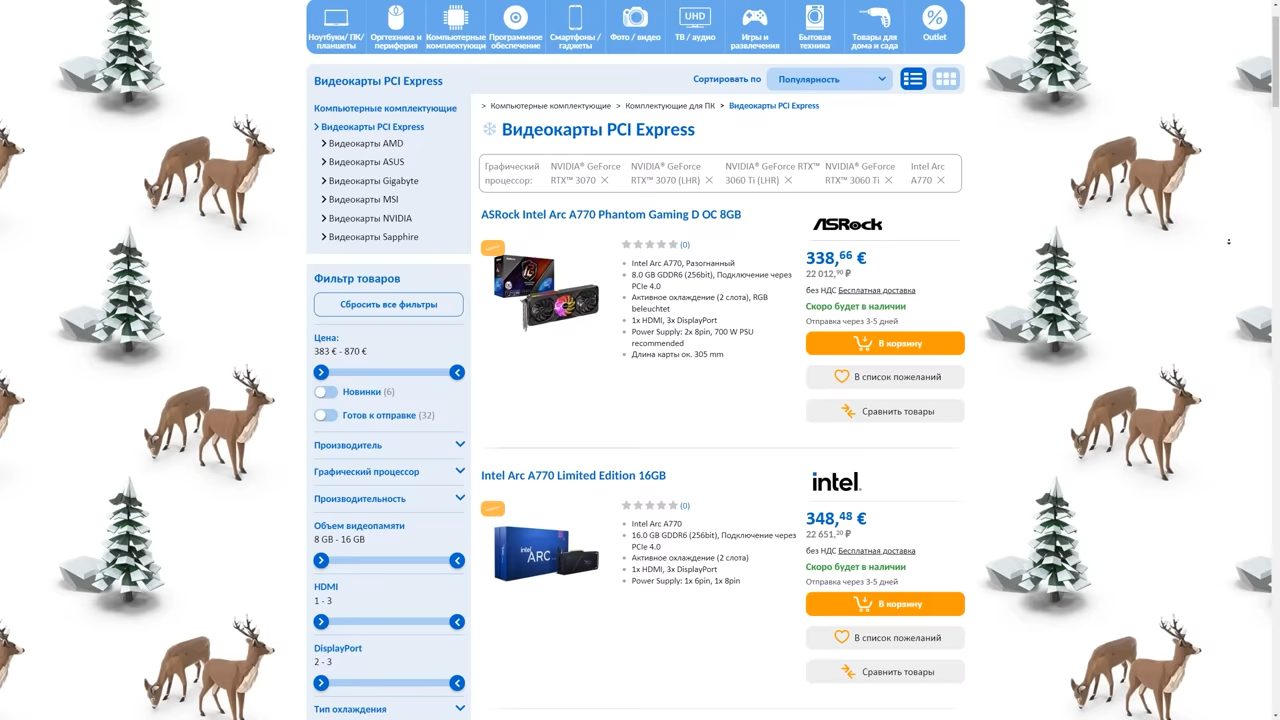 Ноутбуки/ ПК/
планшеты
Оргтехника и
периферия
Компьютерные
комплектующи
Программное
обеспечение
Смартфоны /
гаджеты
Фото / видео
UHD
ТВ / аудио
Игры и
развлечения
Бытовая
техника
Товары для
дома и сада
Outlet
Видеокарты PCI Express
Сортировать по
Популярность
Компьютерные комплектующие
Видеокарты PCI Express
Видеокарты AMD
Видеокарты ASUS
Видеокарты Gigabyte
Видеокарты MSI
Видеокарты NVIDIA
Видеокарты Sapphire
Фильтр товаров
Сбросить все фильтры
Цена:
383 € - 870 €
Новинки (6)
Готов к отправке (32)
Производитель
Графический процессор
Производительность
Объем видеопамяти
8 GB - 16 GB
HDMI
1 - 3
DisplayPort
2 - 3
Тип охлаждения
> Компьютерные комплектующие > Комплектующие для ПК > Видеокарты PCI Express
Видеокарты PCI Express
Графический
процессор:
NVIDIA® GeForce
RTX™ 3070 ×
NVIDIA® GeForce
RTX™ 3070 (LHR) ×
NVIDIA® GeForce RTX™
3060 Ti (LHR) ×
NVIDIA® GeForce
RTX™ 3060 Ti ×
Intel Arc
A770 ×
ASRock Intel Arc A770 Phantom Gaming D OC 8GB
(0)
Intel Arc A770, Разогнанный
8.0 GB GDDR6 (256bit), Подключение через
PCIe 4.0
Активное охлаждение (2 слота), RGB
beleuchtet
1x HDMI, 3x DisplayPort
Power Supply: 2x 8pin, 700 W PSU
recommended
Длина карты ок. 305 mm
ASRock
338,66 €
22 012,90 ₽
без НДС Бесплатная доставка
Скоро будет в наличии
Отправка через 3-5 дней
В корзину
В список пожеланий
Сравнить товары
Intel Arc A770 Limited Edition 16GB
(0)
intel
ARC
Intel Arc A770
16.0 GB GDDR6 (256bit), Подключение через
PCIe 4.0
Активное охлаждение (2 слота)
1x HDMI, 3x DisplayPort
Power Supply: 1x 6pin, 1x 8pin
intel.
348,48 €
22 651,20 ₽
без НДС Бесплатная доставка
Скоро будет в наличии
Отправка через 3-5 дней
В корзину
В список пожеланий
Сравнить товары